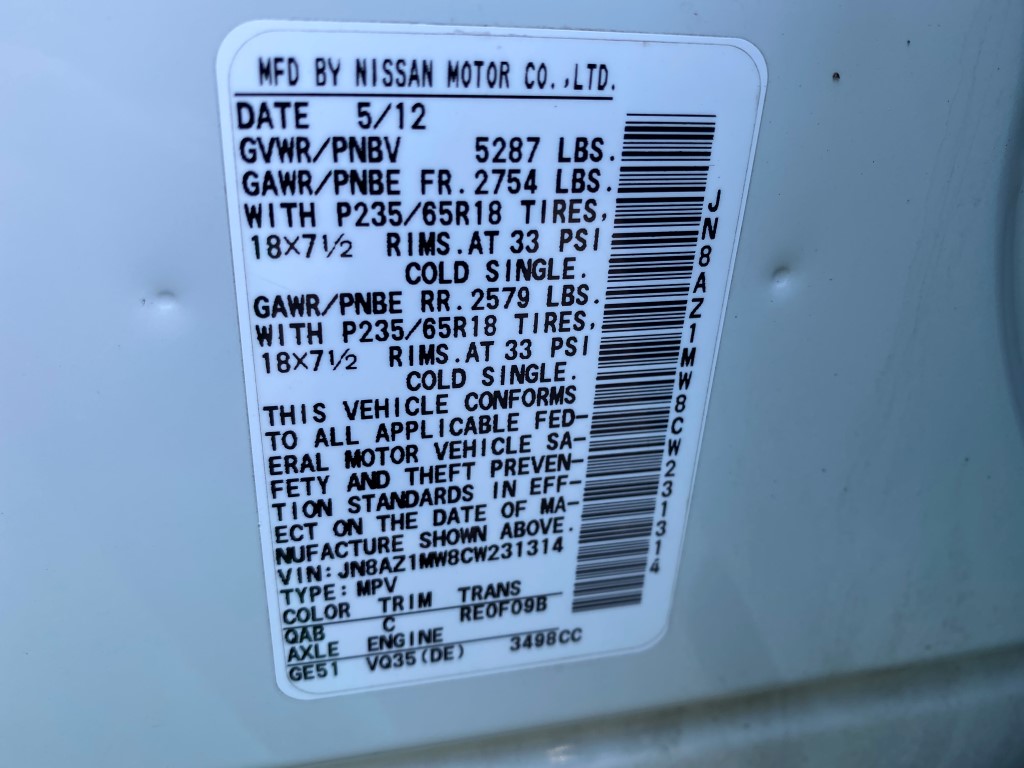 MFD BY NISSAN MOTOR CO.,LTD.
DATE 5/12
GVWR/PNBV 5287 LBS.
GAWR/PNBE FR. 2754 LBS.
WITH P235/65R18 TIRES,
18×7½ RIMS. AT 33 PSI
COLD SINGLE.
GAWR/PNBE RR. 2579 LBS.
WITH P235/65R18 TIRES,
18×7½ RIMS. AT 33 PSI
COLD SINGLE.
THIS VEHICLE CONFORMS
TO ALL APPLICABLE FED-
ERAL MOTOR VEHICLE SA-
FETY AND THEFT PREVEN-
TION STANDARDS IN EFF-
ECT ON THE DATE OF MA-
NUFACTURE SHOWN ABOVE.
VIN: JN8AZ1MW8CW231314
TYPE: MPV
COLOR TRIM TRANS
QAB C RE0F09B
AXLE ENGINE
GE51 VQ35(DE) 3498CC
JN8AZ1MW8CW231314